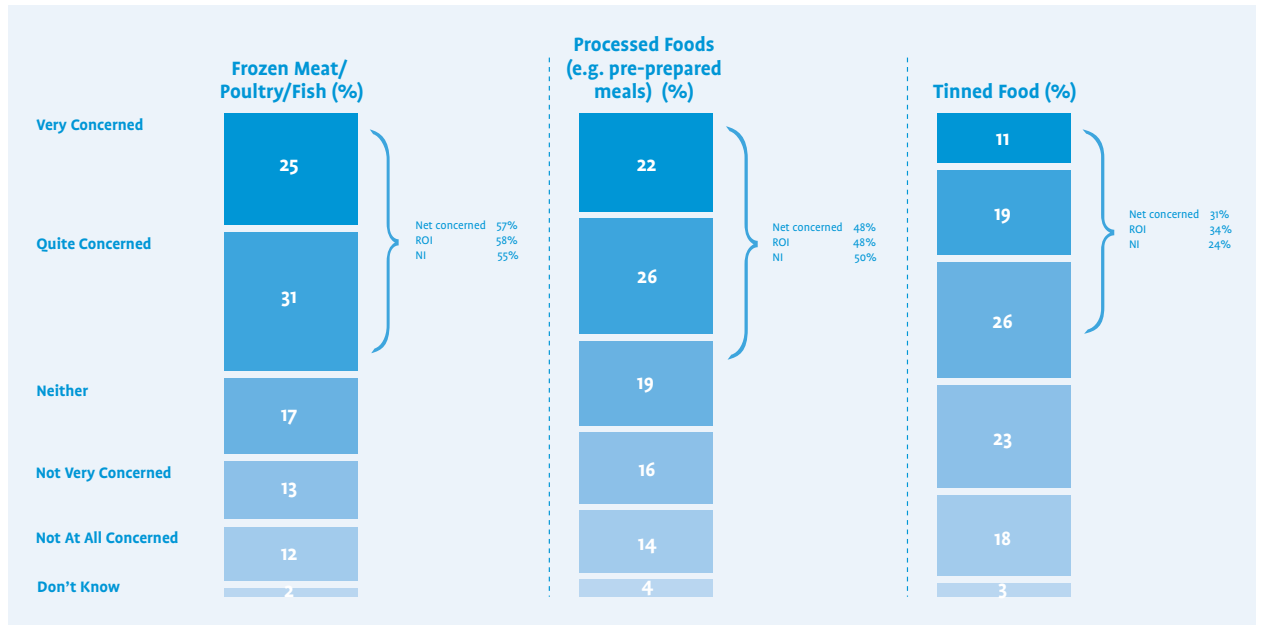 Frozen Meat/
Poultry/Fish (%)
Processed Foods
(e.g. pre-prepared
meals) (%)
Tinned Food (%)
Very Concerned
Quite Concerned
Neither
Not Very Concerned
Not At All Concerned
Don't Know
25
31
17
13
12
2
Net concerned 57%
ROI 58%
NI 55%
22
26
19
16
14
4
Net concerned 48%
ROI 48%
NI 50%
11
19
26
23
18
3
Net concerned 31%
ROI 34%
NI 24%